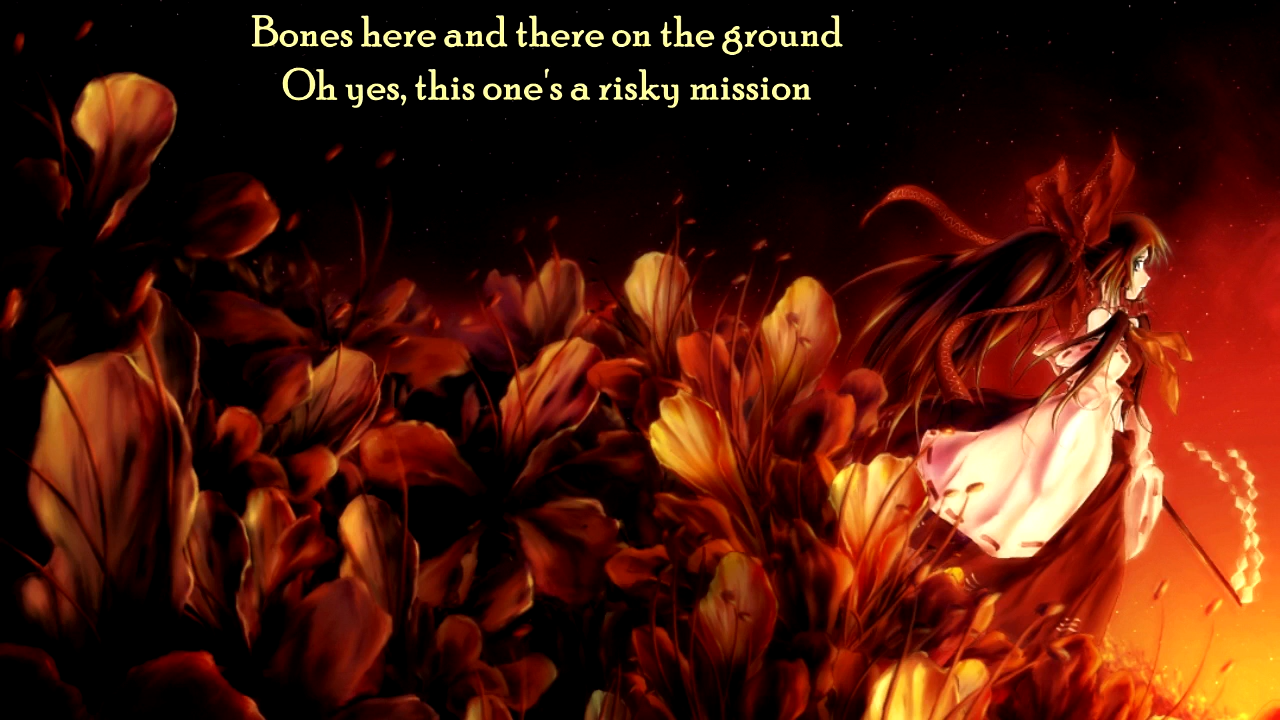 Bones here and there on the ground
Oh yes, this one's a risky mission